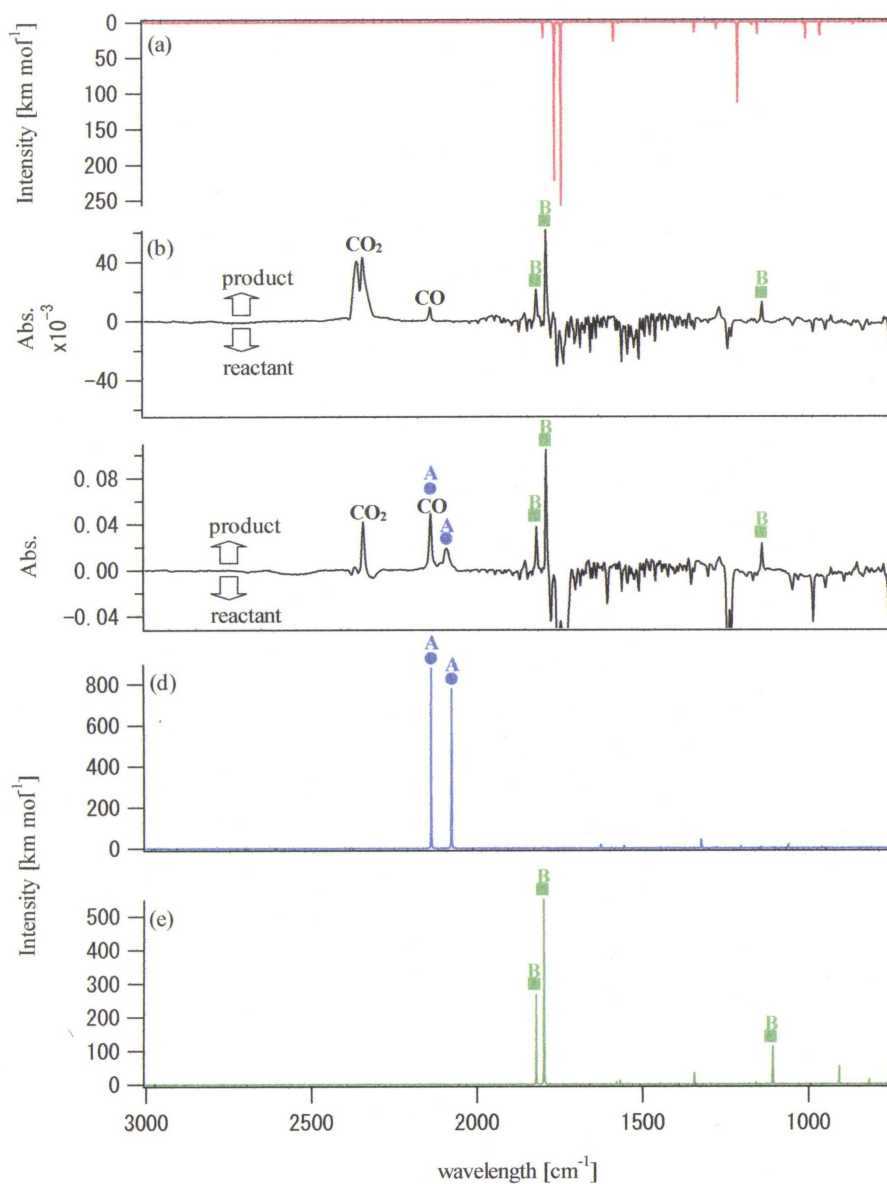 Intensity [km mol-1]
0
50
100
150
200
250
(a)
Abs.
x10-3
40
0
-40
(b)
CO2
CO
B
B
B
product
reactant
Abs.
0.08
0.04
0.00
-0.04
CO2
A
CO
A
B
B
B
product
reactant
Intensity [km mol-1]
800
600
400
200
0
(d)
A
A
500
400
300
200
100
0
(e)
B
B
B
3000
2500
2000
1500
1000
wavelength [cm-1]